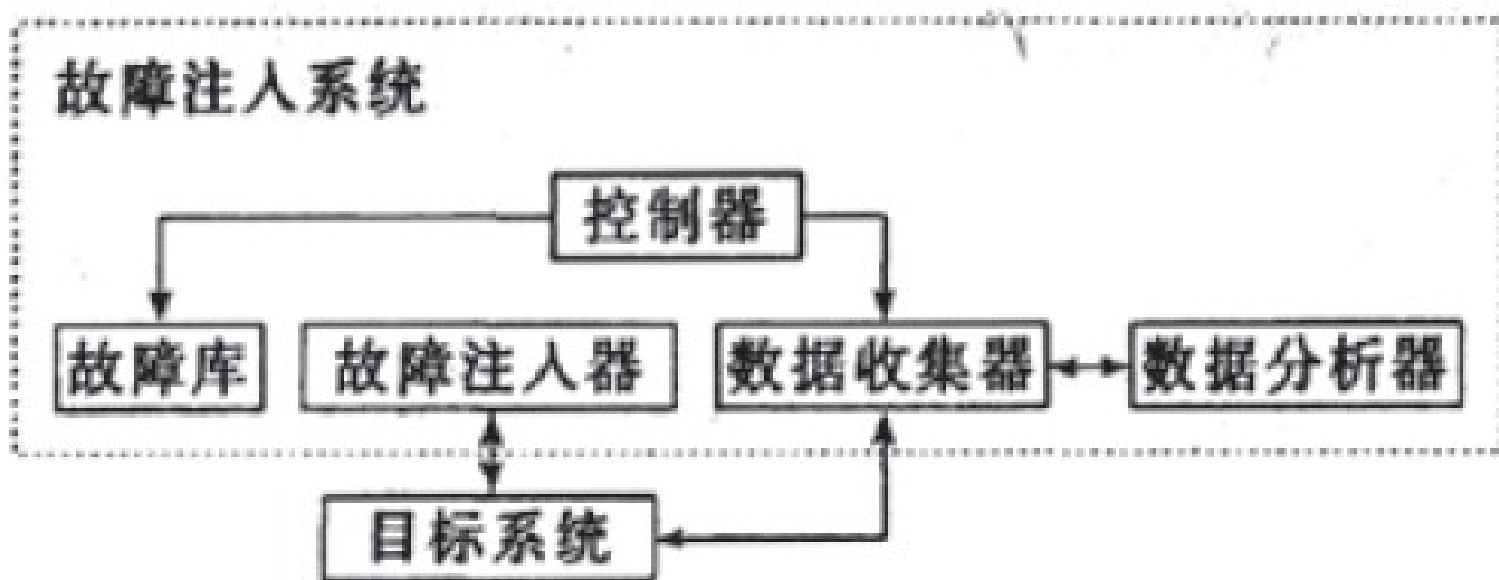 故障注入系统
控制器
故障库
故障注入器
数据收集器
数据分析器
目标系统